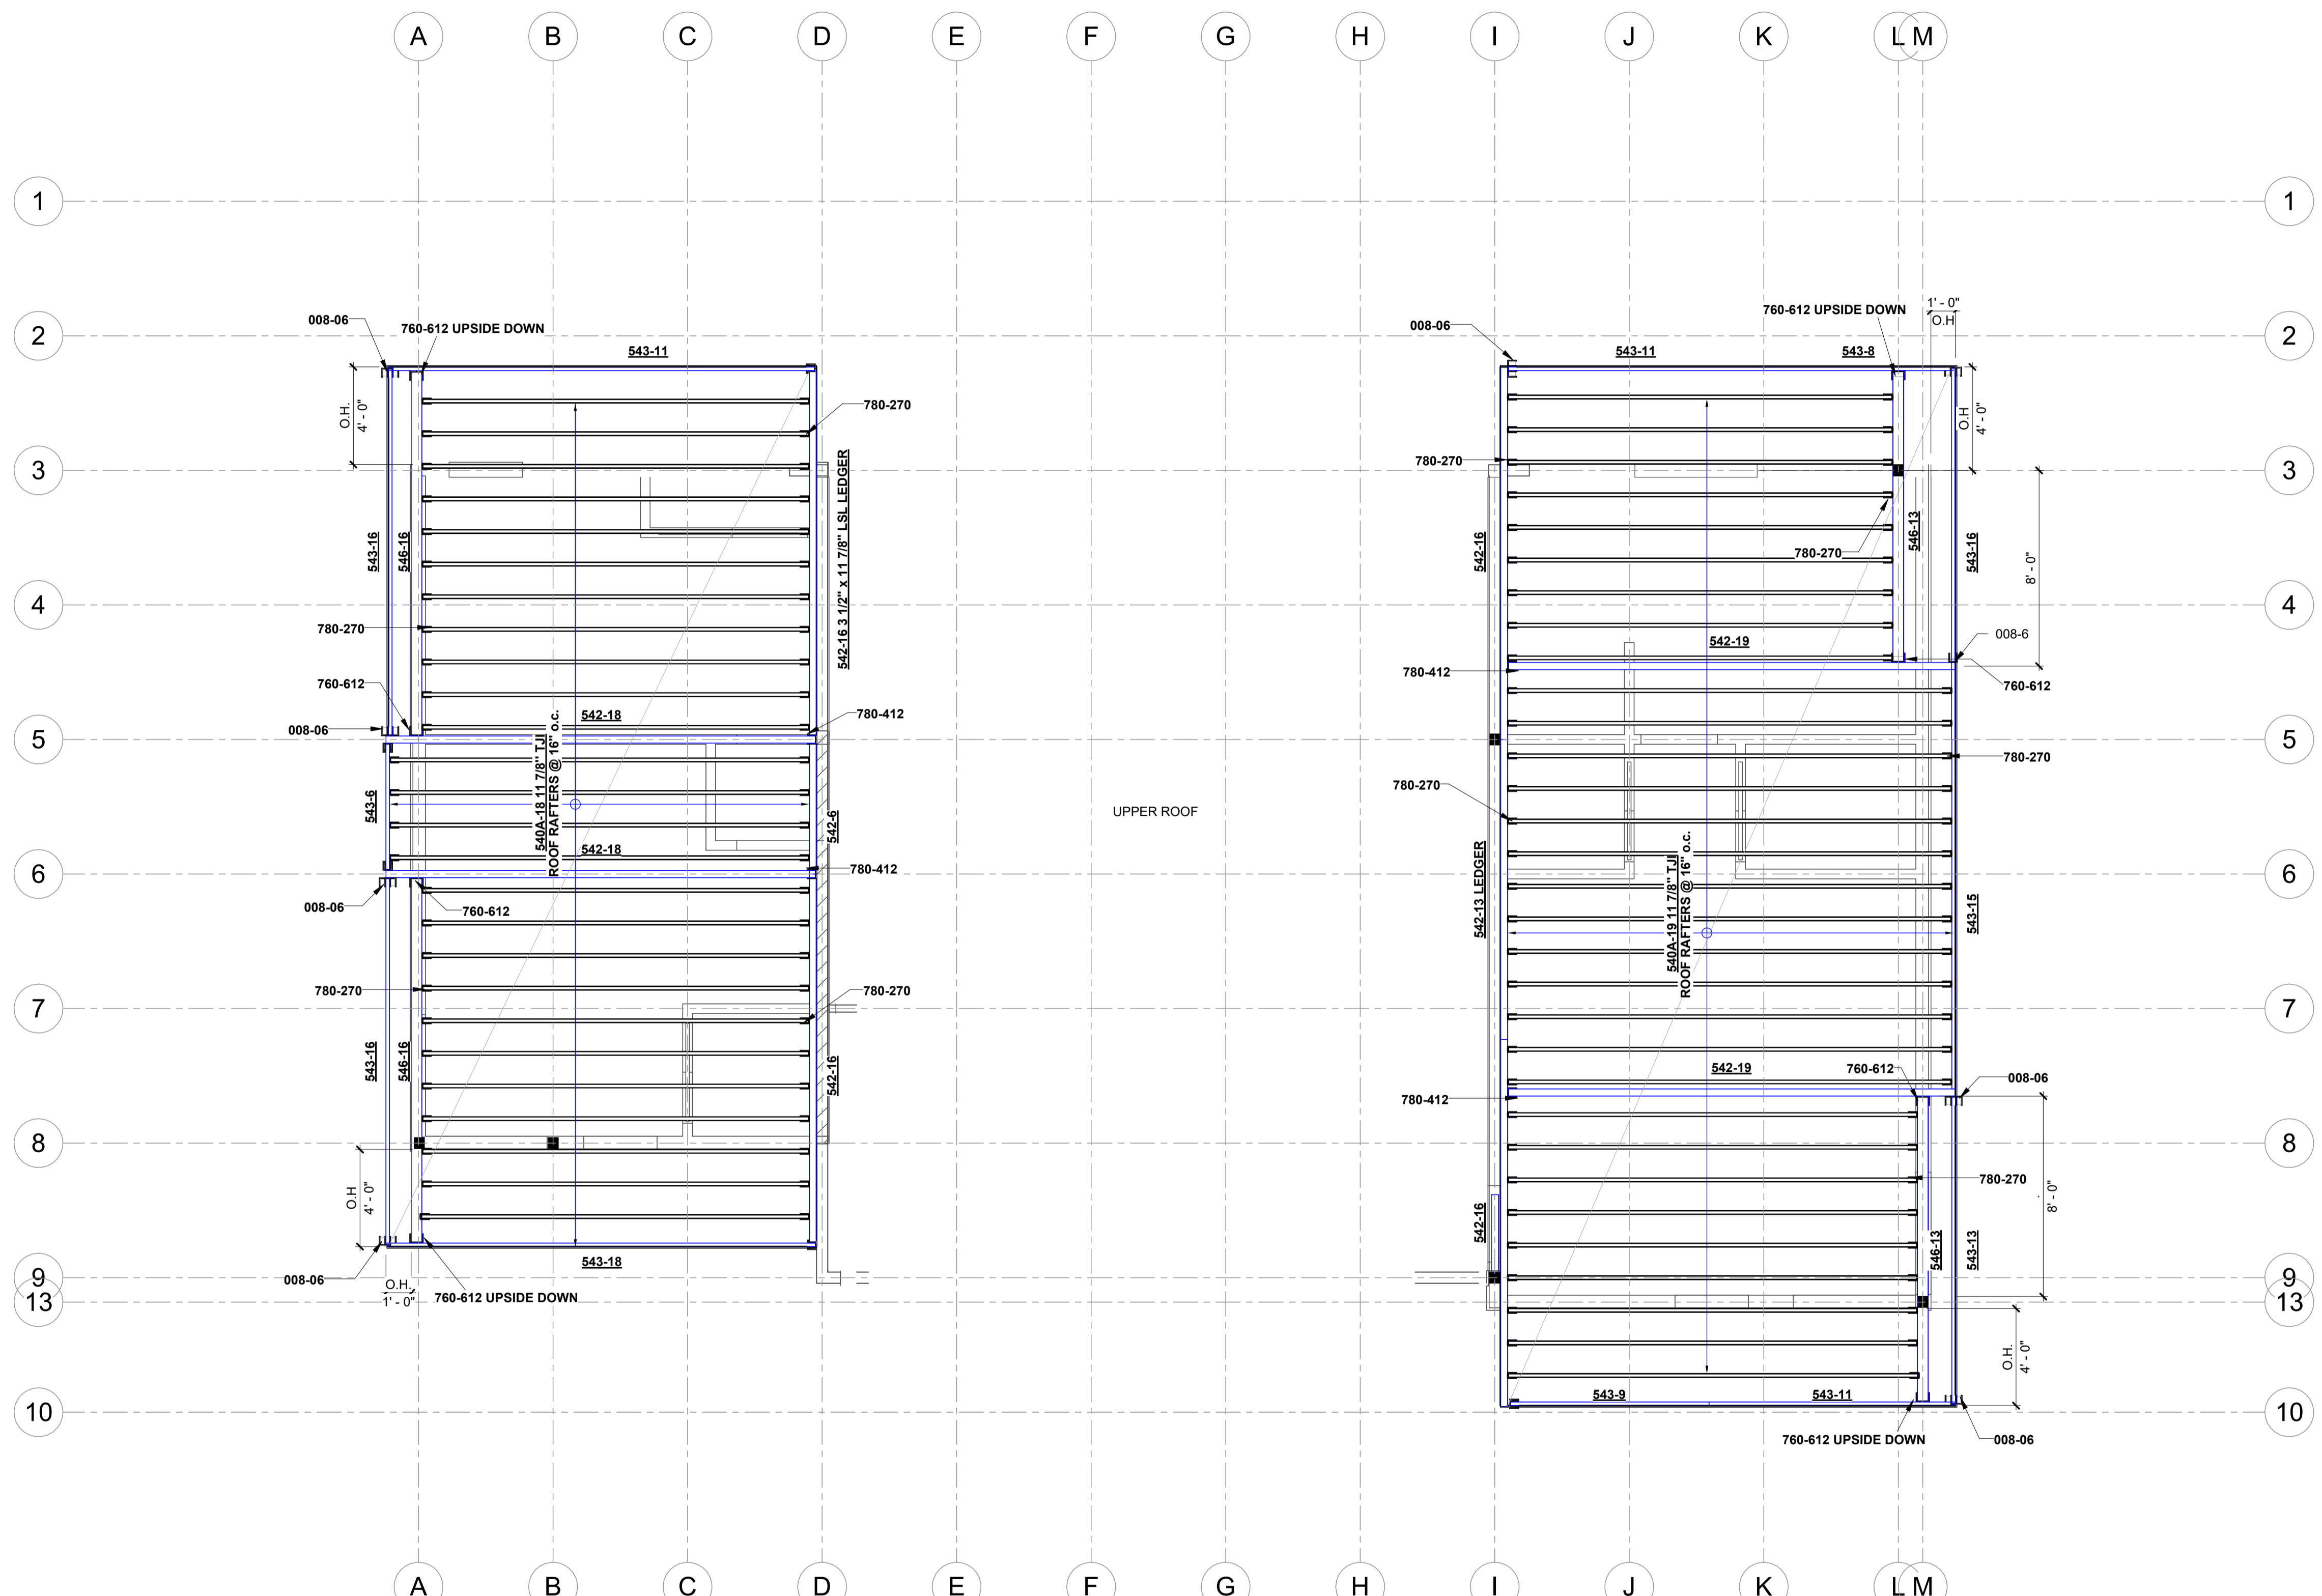 A B C D E F G H I J K L M
1 1
1' - 0"
O.H
760-612 UPSIDE DOWN
008-06
760-612 UPSIDE DOWN
008-06
2 2
543-11
543-11
543-8
O.H.
4' - 0"
780-270
O.H
4' - 0"
3 3
780-270
543-16
546-16
542-16 3 1/2" x 11 7/8" LSL LEDGER
542-16
780-270
546-13
543-16
8' - 0"
4 4
780-270
542-19
008-6
780-412
760-612
760-612
542-18
780-412
008-06
5 5
780-270
780-270
543-6
540A-18 11 7/8" TJI
ROOF RAFTERS @ 16" o.c.
542-6
UPPER ROOF
542-18
780-412
6 6
008-06
760-612
542-13 LEDGER
540A-19 11 7/8" TJI
ROOF RAFTERS @ 16" o.c.
543-15
780-270
780-270
7 7
543-16
546-16
542-16
542-19
760-612
008-06
780-412
8 8
O.H
4' - 0"
780-270
8' - 0"
542-16
546-13
543-13
543-18
008-06
O.H.
1' - 0"
760-612 UPSIDE DOWN
9 9
13 13
O.H.
4' - 0"
543-9
543-11
10 10
760-612 UPSIDE DOWN
008-06
A B C D E F G H I J K L M